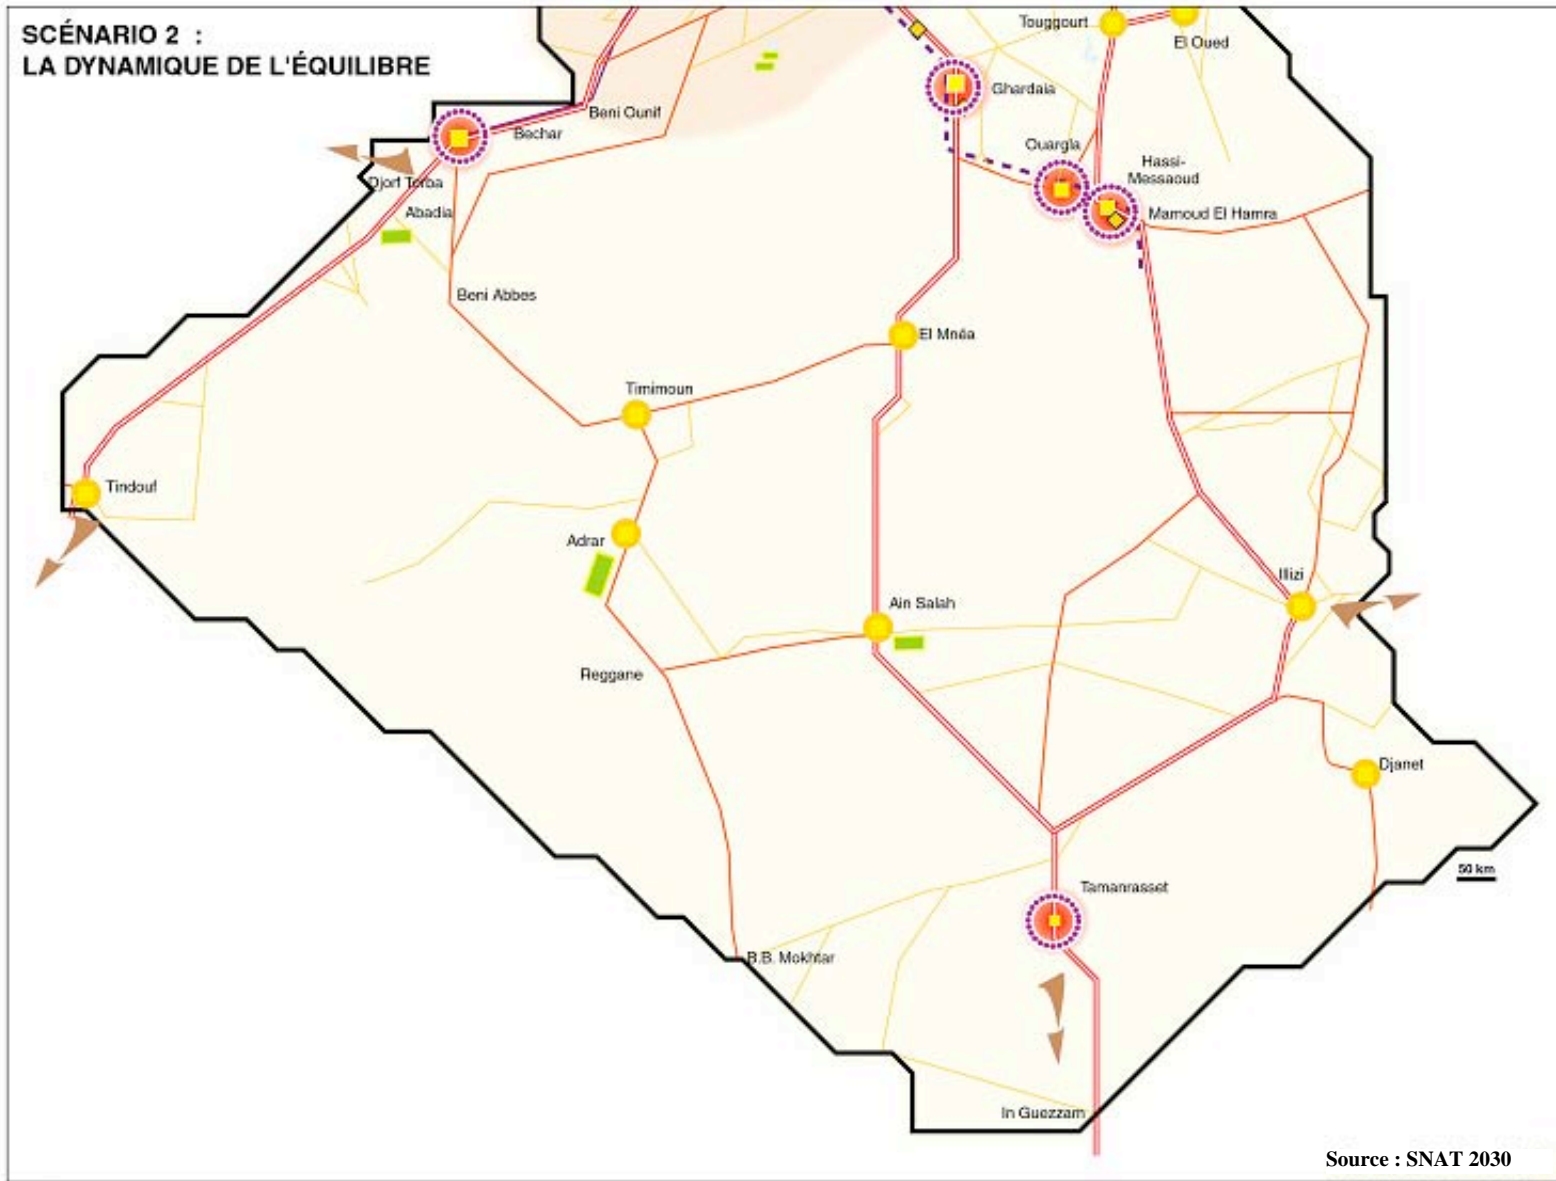 SCÉNARIO 2 :
LA DYNAMIQUE DE L'ÉQUILIBRE
Touggourt
El Oued
Ghardaia
Beni Ounif
Bechar
Ouargla
Hassi-
Messaoud
Djorf Torba
Abadia
Mamoud El Hamra
Beni Abbes
El Mnéa
Timimoun
Tindouf
Adrar
Illizi
Ain Salah
Reggane
Djanet
50 km
Tamanrasset
B.B. Mokhtar
In Guezzam
Source : SNAT 2030